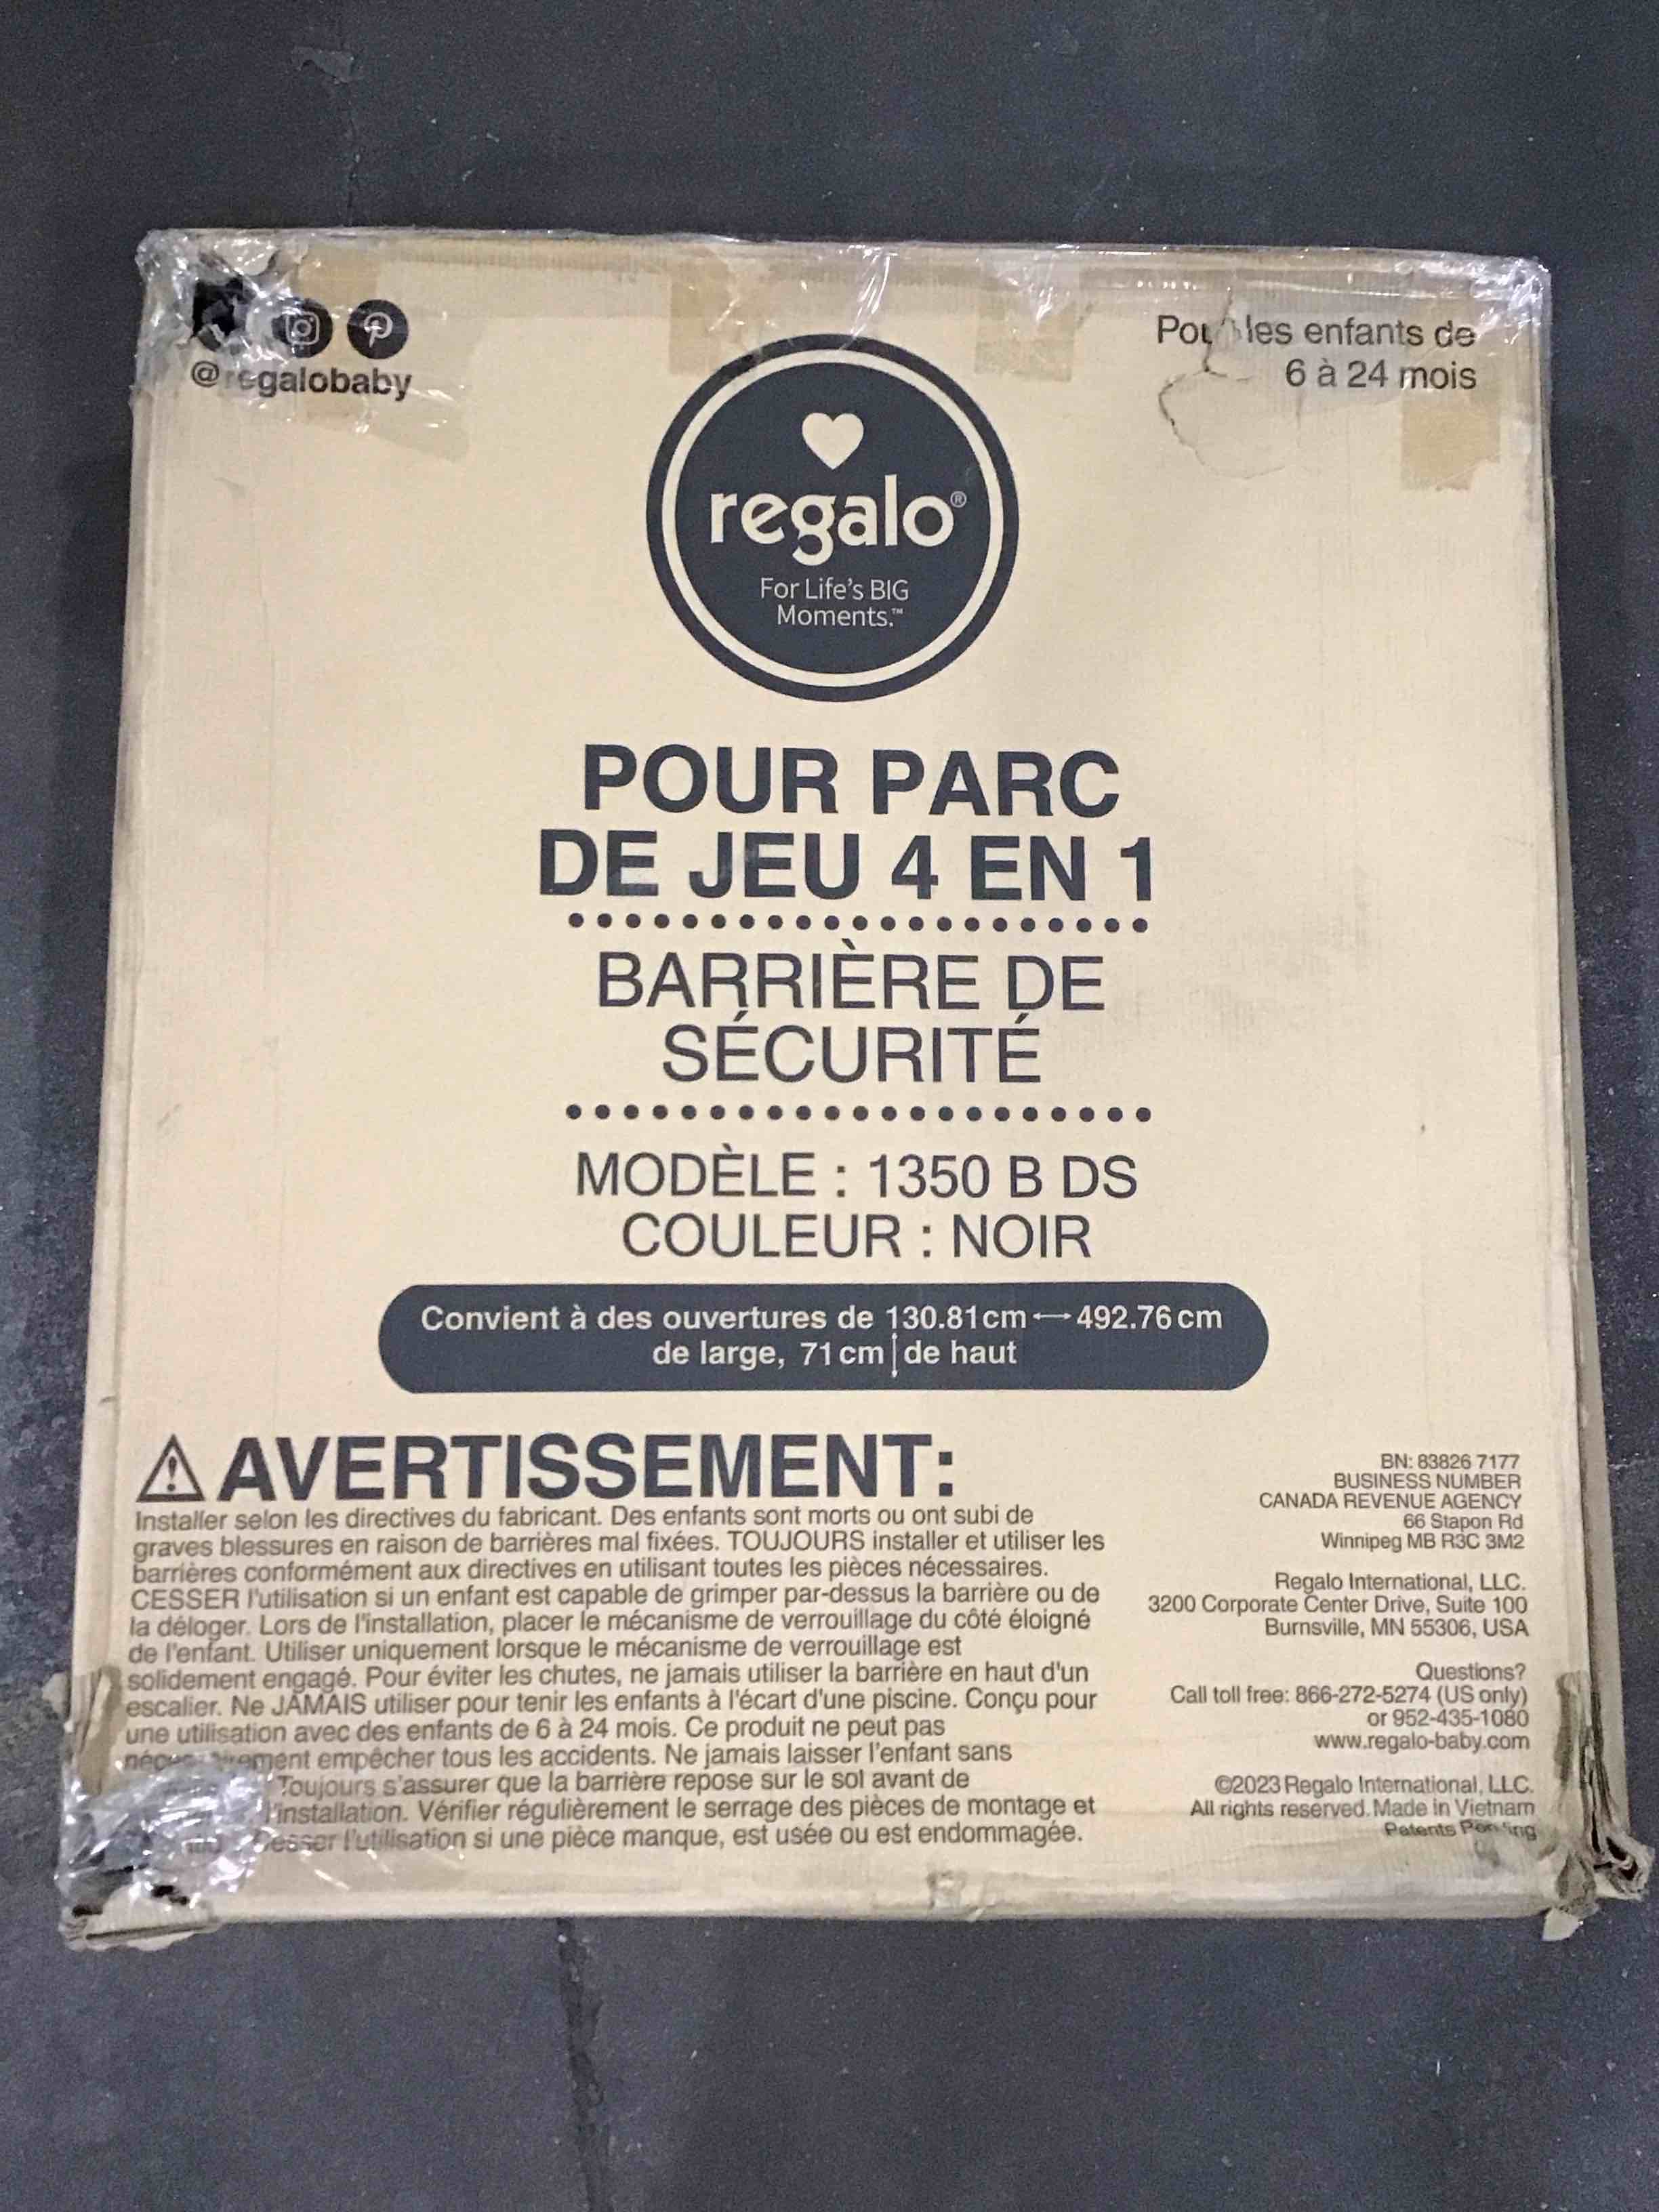 @regalobaby
Pour les enfants de
6 à 24 mois
regalo®
For Life's BIG
Moments.™
POUR PARC
DE JEU 4 EN 1
BARRIÈRE DE
SÉCURITÉ
MODÈLE : 1350 B DS
COULEUR : NOIR
Convient à des ouvertures de 130.81cm↔492.76cm
de large, 71cm de haut
AVERTISSEMENT:
Installer selon les directives du fabricant. Des enfants sont morts ou ont subi de
graves blessures en raison de barrières mal fixées. TOUJOURS installer et utiliser les
barrières conformément aux directives en utilisant toutes les pièces nécessaires.
CESSER l'utilisation si un enfant est capable de grimper par-dessus la barrière ou de
la déloger. Lors de l'installation, placer le mécanisme de verrouillage du côté éloigné
de l'enfant. Utiliser uniquement lorsque le mécanisme de verrouillage est
solidement engagé. Pour éviter les chutes, ne jamais utiliser la barrière en haut d'un
escalier. Ne JAMAIS utiliser pour tenir les enfants à l'écart d'une piscine. Conçu pour
une utilisation avec des enfants de 6 à 24 mois. Ce produit ne peut pas
nécessairement empêcher tous les accidents. Ne jamais laisser l'enfant sans
Toujours s'assurer que la barrière repose sur le sol avant de
l'installation. Vérifier régulièrement le serrage des pièces de montage et
Cesser l'utilisation si une pièce manque, est usée ou est endommagée.
BN: 83826 7177
BUSINESS NUMBER
CANADA REVENUE AGENCY
66 Stapon Rd
Winnipeg MB R3C 3M2
Regalo International, LLC.
3200 Corporate Center Drive, Suite 100
Burnsville, MN 55306, USA
Questions?
Call toll free: 866-272-5274 (US only)
or 952-435-1080
www.regalo-baby.com
©2023 Regalo International, LLC.
All rights reserved. Made in Vietnam
Patents Pending